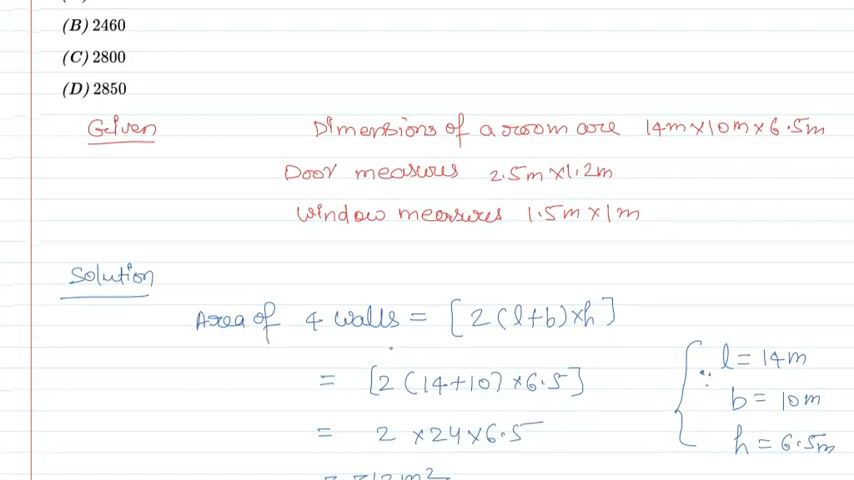 (B) 2460
(C) 2800
(D) 2850
Given Dimensions of a room are 14m×10m×6.5m
Door measures 2.5m×1.2m
window measures 1.5m×1m
Solution
Area of 4 walls = [2(l+b)×h]
= [2(14+10)×6.5]
= 2×24×6.5
∵ l = 14m
b = 10m
h = 6.5m